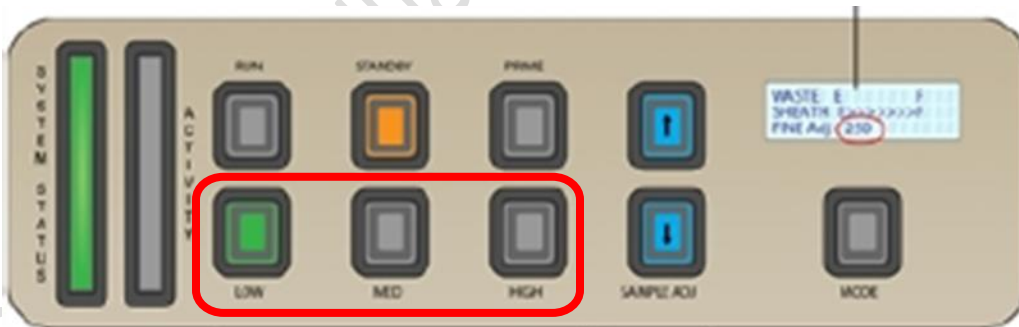 SYSTEM STATUS
ACTIVITY
RUN
STANDBY
PRIME
WASTE E F
SHEATH E>>>>>>>F
FINE Adj 250
LOW
MED
HIGH
SAMPLE ADJ
MODE